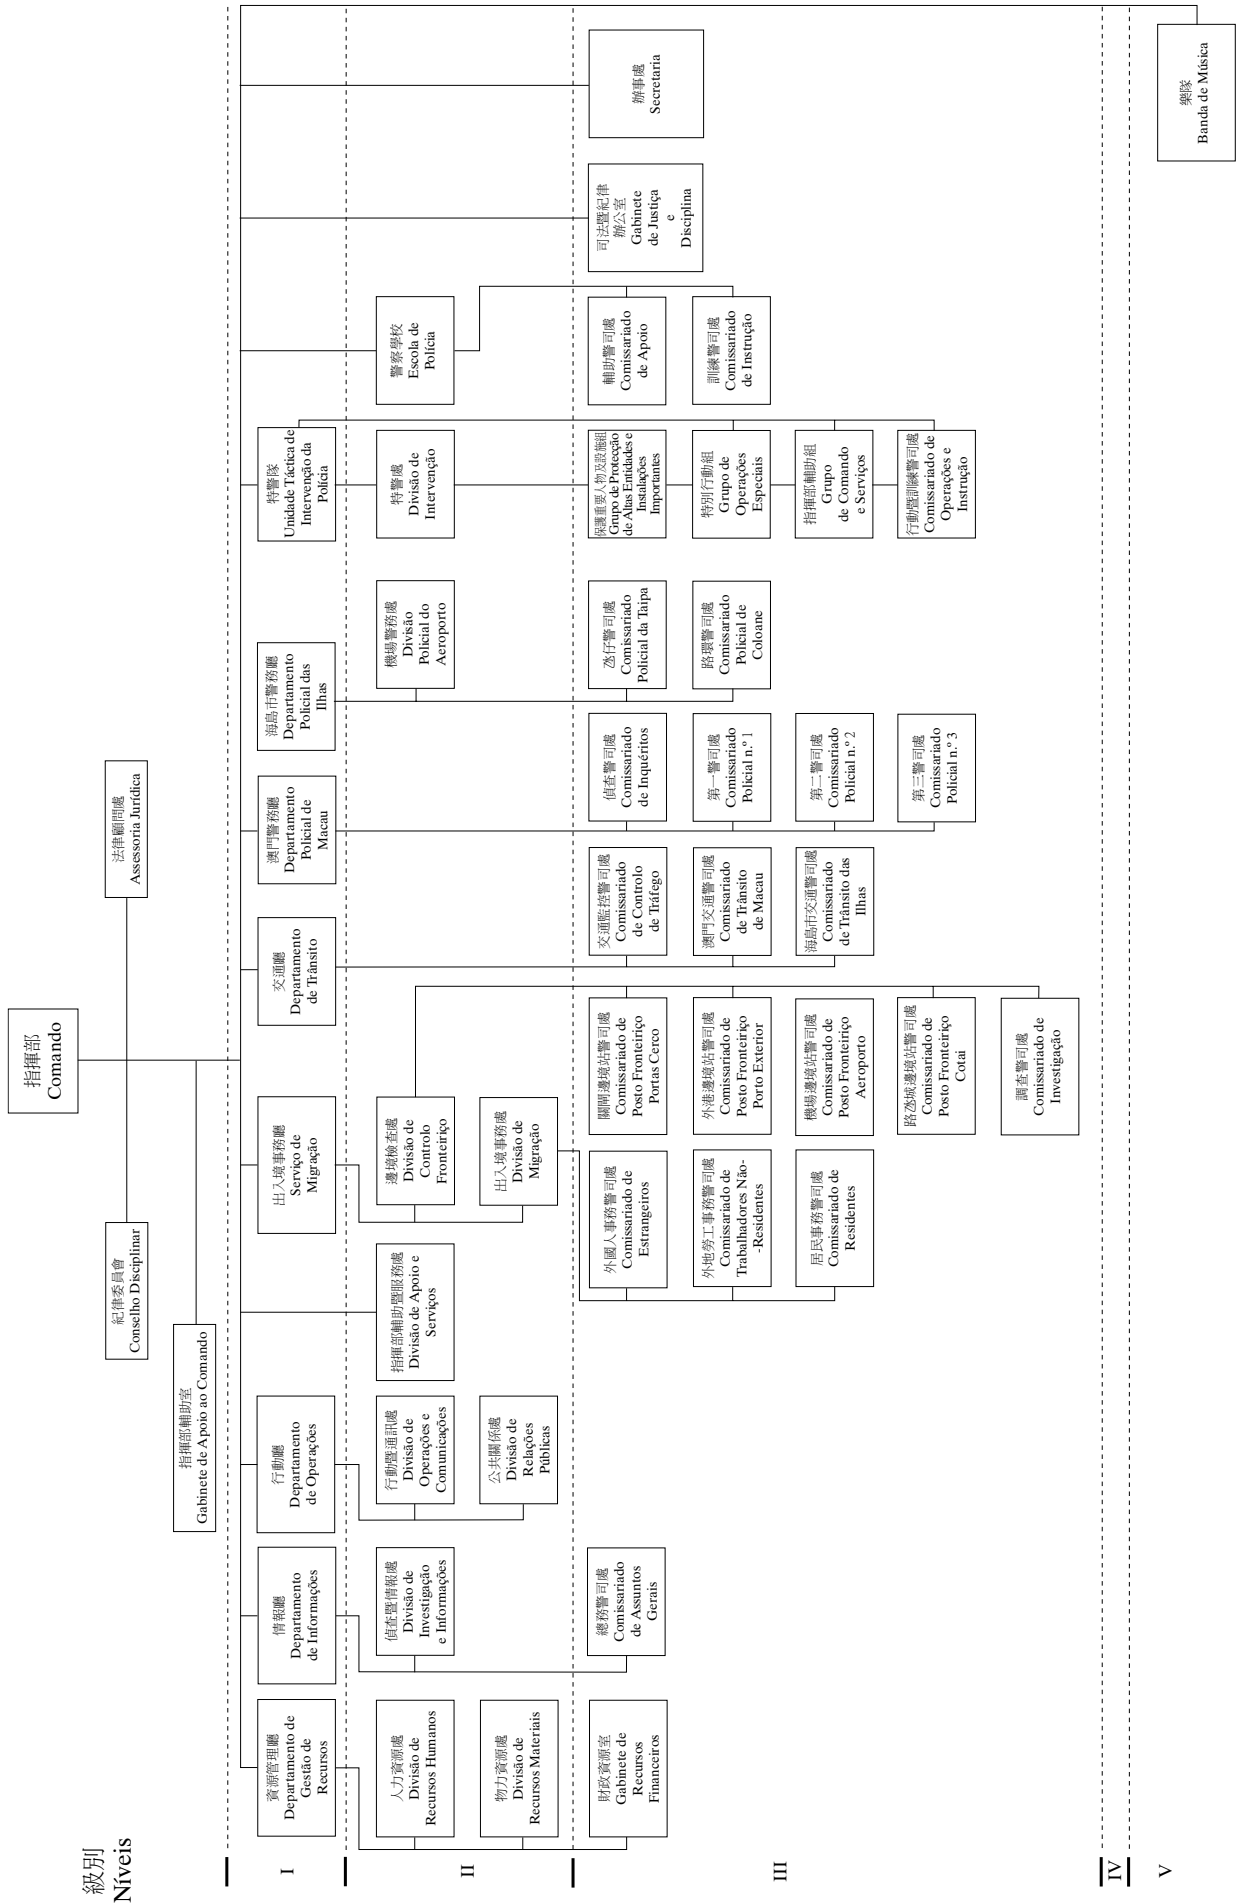 級別
Níveis
指揮部
Comando
紀律委員會
Conselho Disciplinar
法律顧問處
Assessoria Jurídica
指揮部輔助室
Gabinete de Apoio ao Comando
I
資源管理廳
Departamento de
Gestão de
Recursos
情報廳
Departamento
de Informações
行動廳
Departamento
de Operações
出入境事務廳
Serviço de
Migração
交通廳
Departamento
de Trânsito
澳門警務廳
Departamento
Policial de
Macau
海島市警務廳
Departamento
Policial das
Ilhas
特警隊
Unidade Táctica de
Intervenção da
Polícia
II
人力資源處
Divisão de
Recursos Humanos
偵查暨情報處
Divisão de
Investigação
e Informações
行動暨通訊處
Divisão de
Operações e
Comunicações
指揮部輔助暨服務處
Divisão de Apoio e
Serviços
邊境檢查處
Divisão de
Controlo
Fronteiriço
機場警務處
Divisão
Policial do
Aeroporto
特警處
Divisão de
Intervenção
警察學校
Escola de
Polícia
物力資源處
Divisão de
Recursos Materiais
公共關係處
Divisão de
Relações
Públicas
出入境事務處
Divisão de
Migração
III
財政資源室
Gabinete de
Recursos
Financeiros
總務警司處
Comissariado
de Assuntos
Gerais
外國人事務警司處
Comissariado de
Estrangeiros
關閘邊境站警司處
Comissariado de
Posto Fronteiriço
Portas Cerco
交通監控警司處
Comissariado
de Controlo
de Tráfego
偵查警司處
Comissariado
de Inquéritos
氹仔警司處
Comissariado
Policial da Taipa
保護重要人物及設施組
Grupo de Protecção
de Altas Entidades e
Instalações
Importantes
輔助警司處
Comissariado
de Apoio
司法暨紀律
辦公室
Gabinete
de Justiça
e
Disciplina
辦事處
Secretaria
外地勞工事務警司處
Comissariado de
Trabalhadores Não-
-Residentes
外港邊境站警司處
Comissariado de
Posto Fronteiriço
Porto Exterior
澳門交通警司處
Comissariado
de Trânsito
de Macau
第一警司處
Comissariado
Policial n.º 1
路環警司處
Comissariado
Policial de
Coloane
特別行動組
Grupo de
Operações
Especiais
訓練警司處
Comissariado
de Instrução
居民事務警司處
Comissariado de
Residentes
機場邊境站警司處
Comissariado de
Posto Fronteiriço
Aeroporto
海島市交通警司處
Comissariado
de Trânsito das
Ilhas
第二警司處
Comissariado
Policial n.º 2
指揮部輔助組
Grupo
de Comando
e Serviços
路氹城邊境站警司處
Comissariado de
Posto Fronteiriço
Cotai
第三警司處
Comissariado
Policial n.º 3
行動暨訓練警司處
Comissariado de
Operações e
Instrução
調查警司處
Comissariado de
Investigação
IV
V
樂隊
Banda de Música